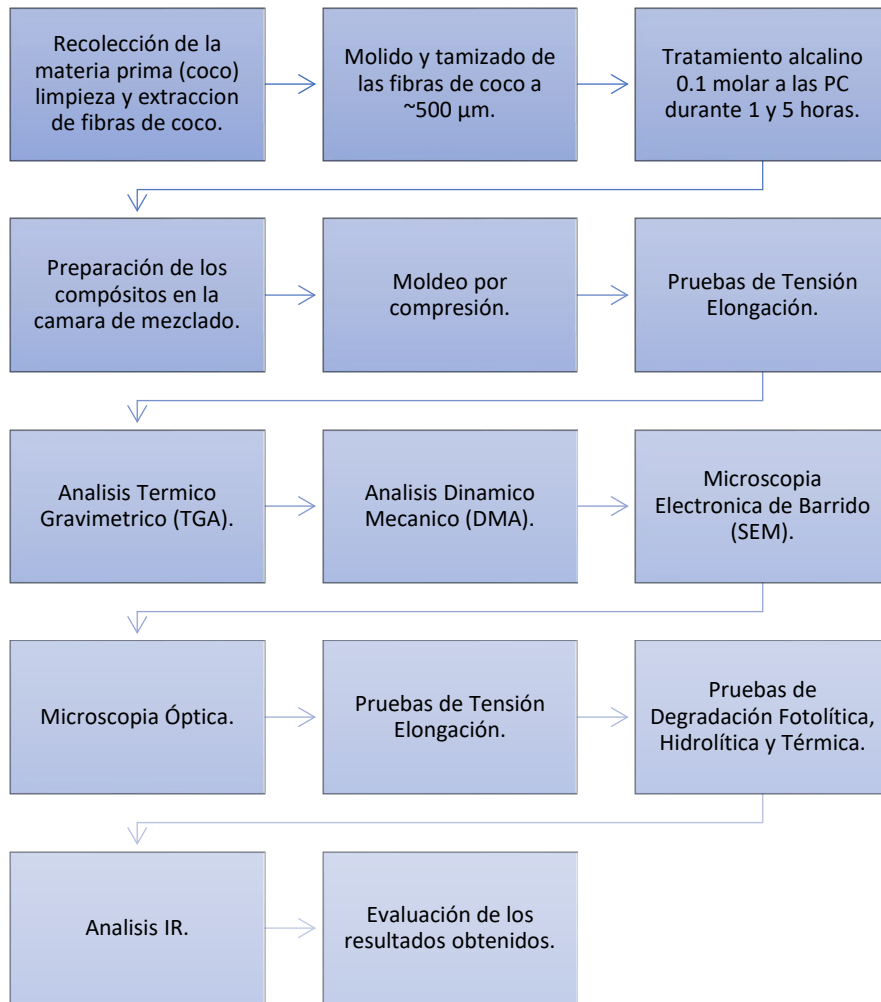 Recolección de la
materia prima (coco)
limpieza y extraccion
de fibras de coco.
Molido y tamizado de
las fibras de coco a
~500 µm.
Tratamiento alcalino
0.1 molar a las PC
durante 1 y 5 horas.
Preparación de los
compósitos en la
camara de mezclado.
Moldeo por
compresión.
Pruebas de Tensión
Elongación.
Analisis Termico
Gravimetrico (TGA).
Analisis Dinamico
Mecanico (DMA).
Microscopia
Electronica de Barrido
(SEM).
Microscopia Óptica.
Pruebas de Tensión
Elongación.
Pruebas de
Degradación Fotolítica,
Hidrolítica y Térmica.
Analisis IR.
Evaluación de los
resultados obtenidos.